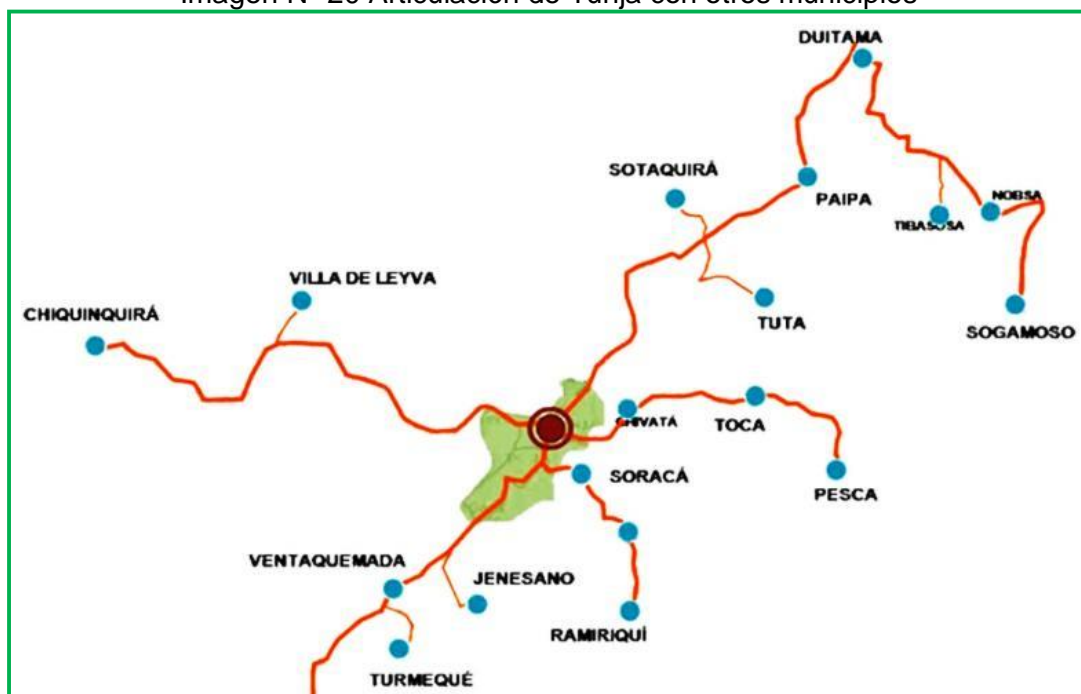 Imagen N° 20 Articulación de Tunja con otros municipios
DUITAMA
SOTAQUIRÁ
PAIPA
NOBSA
TIBASOSA
VILLA DE LEYVA
CHIQUINQUIRÁ
TUTA
SOGAMOSO
CHIVATÁ
TOCA
SORACÁ
PESCA
VENTAQUEMADA
JENESANO
RAMIRIQUÍ
TURMEQUÉ